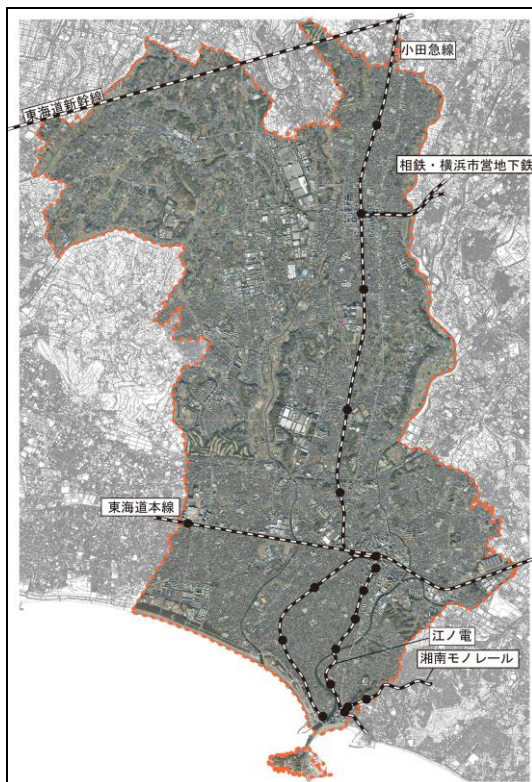 小田急線
東海道新幹線
相鉄・横浜市営地下鉄
東海道本線
江ノ電
湘南モノレール